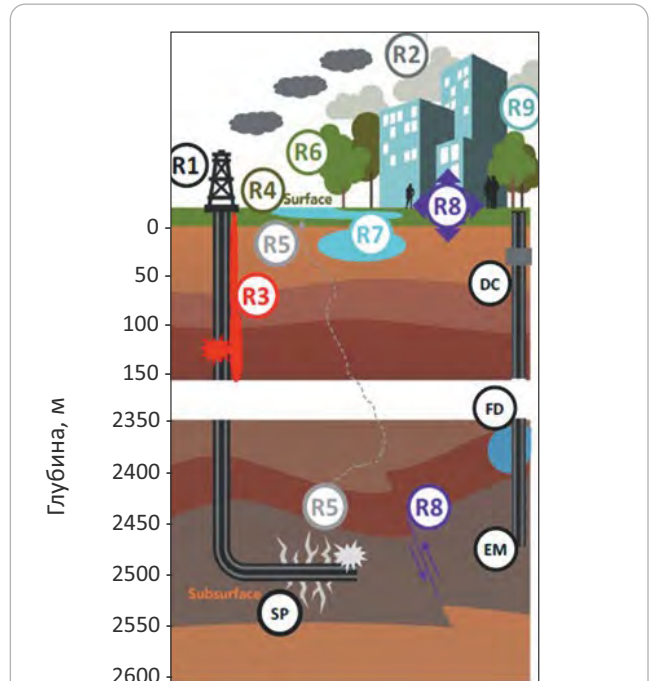 R2
R9
R6
R1
R4 Surface
R8
0
R5
R7
50
DC
R3
100
150
2350
FD
Глубина, м
2400
2450
R5
R8
EM
2500
Subsurface
SP
2550
2600